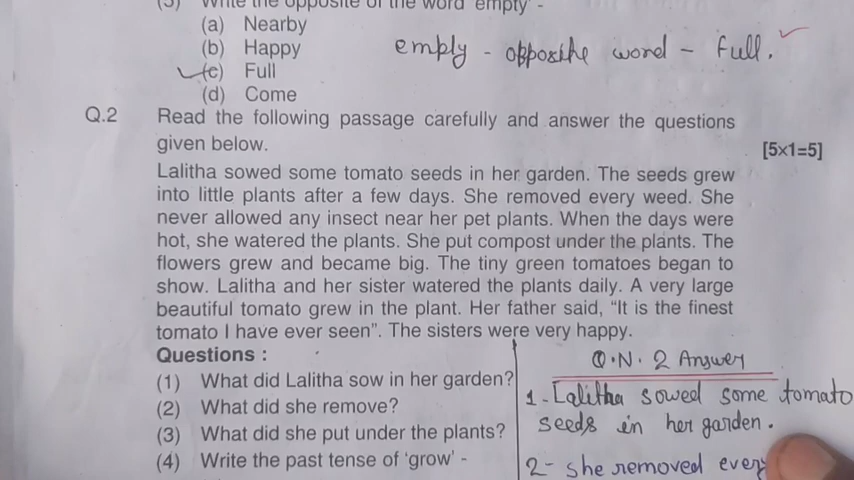 (5) Write the opposite of the word 'empty' -
(a) Nearby
(b) Happy
(c) Full
(d) Come
emply - opposite word - Full.
Q.2 Read the following passage carefully and answer the questions
given below. [5x1=5]
Lalitha sowed some tomato seeds in her garden. The seeds grew
into little plants after a few days. She removed every weed. She
never allowed any insect near her pet plants. When the days were
hot, she watered the plants. She put compost under the plants. The
flowers grew and became big. The tiny green tomatoes began to
show. Lalitha and her sister watered the plants daily. A very large
beautiful tomato grew in the plant. Her father said, “It is the finest
tomato I have ever seen”. The sisters were very happy.
Questions :
(1) What did Lalitha sow in her garden?
(2) What did she remove?
(3) What did she put under the plants?
(4) Write the past tense of 'grow' -
Q.N. 2 Answer
1 - Lalitha sowed some tomato
seeds in her garden.
2 - she removed every